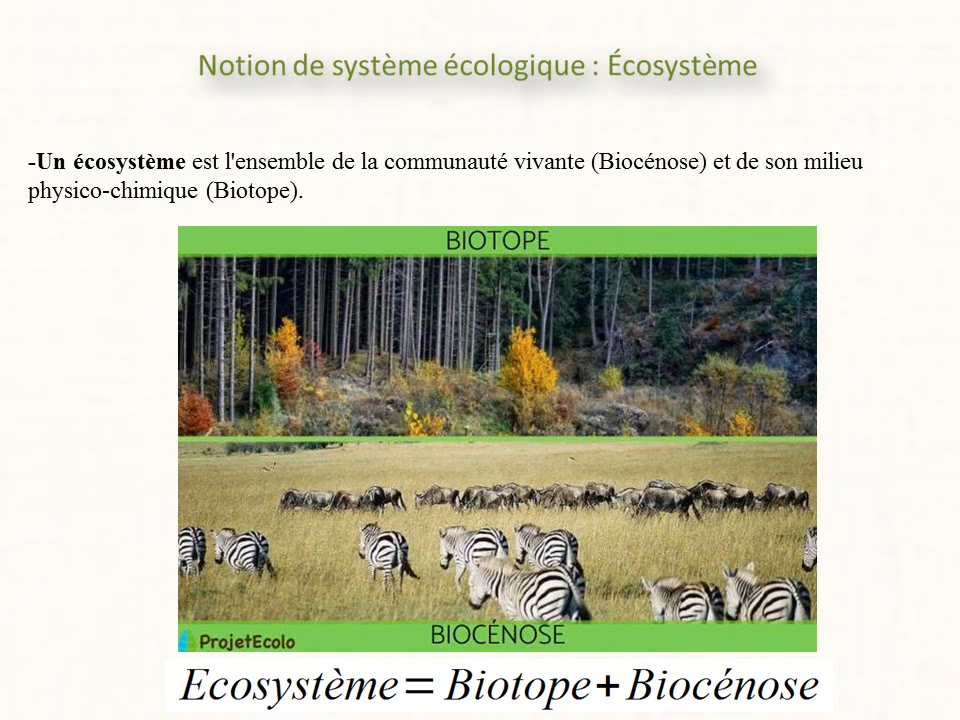 Notion de système écologique : Écosystème
-Un écosystème est l'ensemble de la communauté vivante (Biocénose) et de son milieu
physico-chimique (Biotope).
BIOTOPE
BIOCÉNOSE
ProjetEcolo
Ecosystème=Biotope+Biocénose